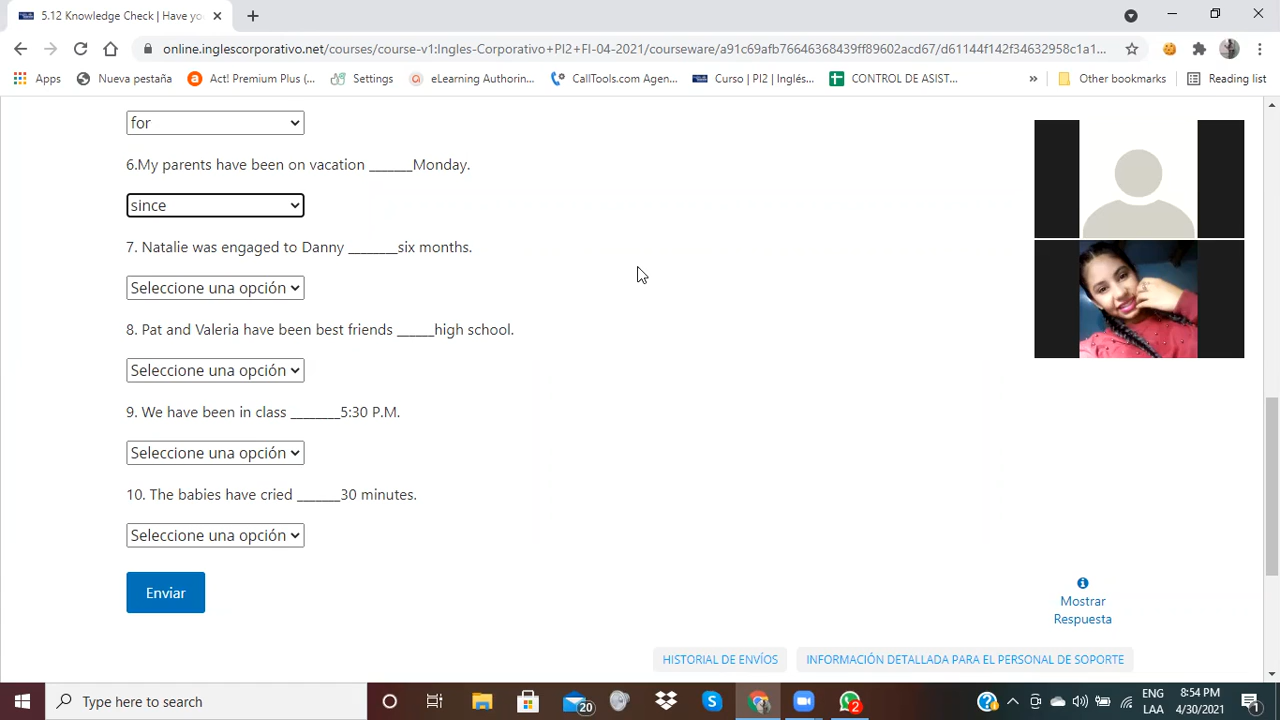 5.12 Knowledge Check | Have yo
online.inglescorporativo.net/courses/course-v1:Ingles-Corporativo+PI2+FI-04-2021/courseware/a91c69afb76646368439ff89602acd67/d61144f142f34632958c1a1...
Apps Nueva pestaña Act! Premium Plus (... Settings eLearning Authorin... CallTools.com Agen... Curso | PI2 | Inglés... CONTROL DE ASIST... » Other bookmarks Reading list
for
6.My parents have been on vacation _______Monday.
since
7. Natalie was engaged to Danny ________six months.
Seleccione una opción
8. Pat and Valeria have been best friends ______high school.
Seleccione una opción
9. We have been in class ________5:30 P.M.
Seleccione una opción
10. The babies have cried _______30 minutes.
Seleccione una opción
Enviar
Mostrar
Respuesta
HISTORIAL DE ENVÍOS INFORMACIÓN DETALLADA PARA EL PERSONAL DE SOPORTE
Type here to search
20
2
ENG
LAA
8:54 PM
4/30/2021
1